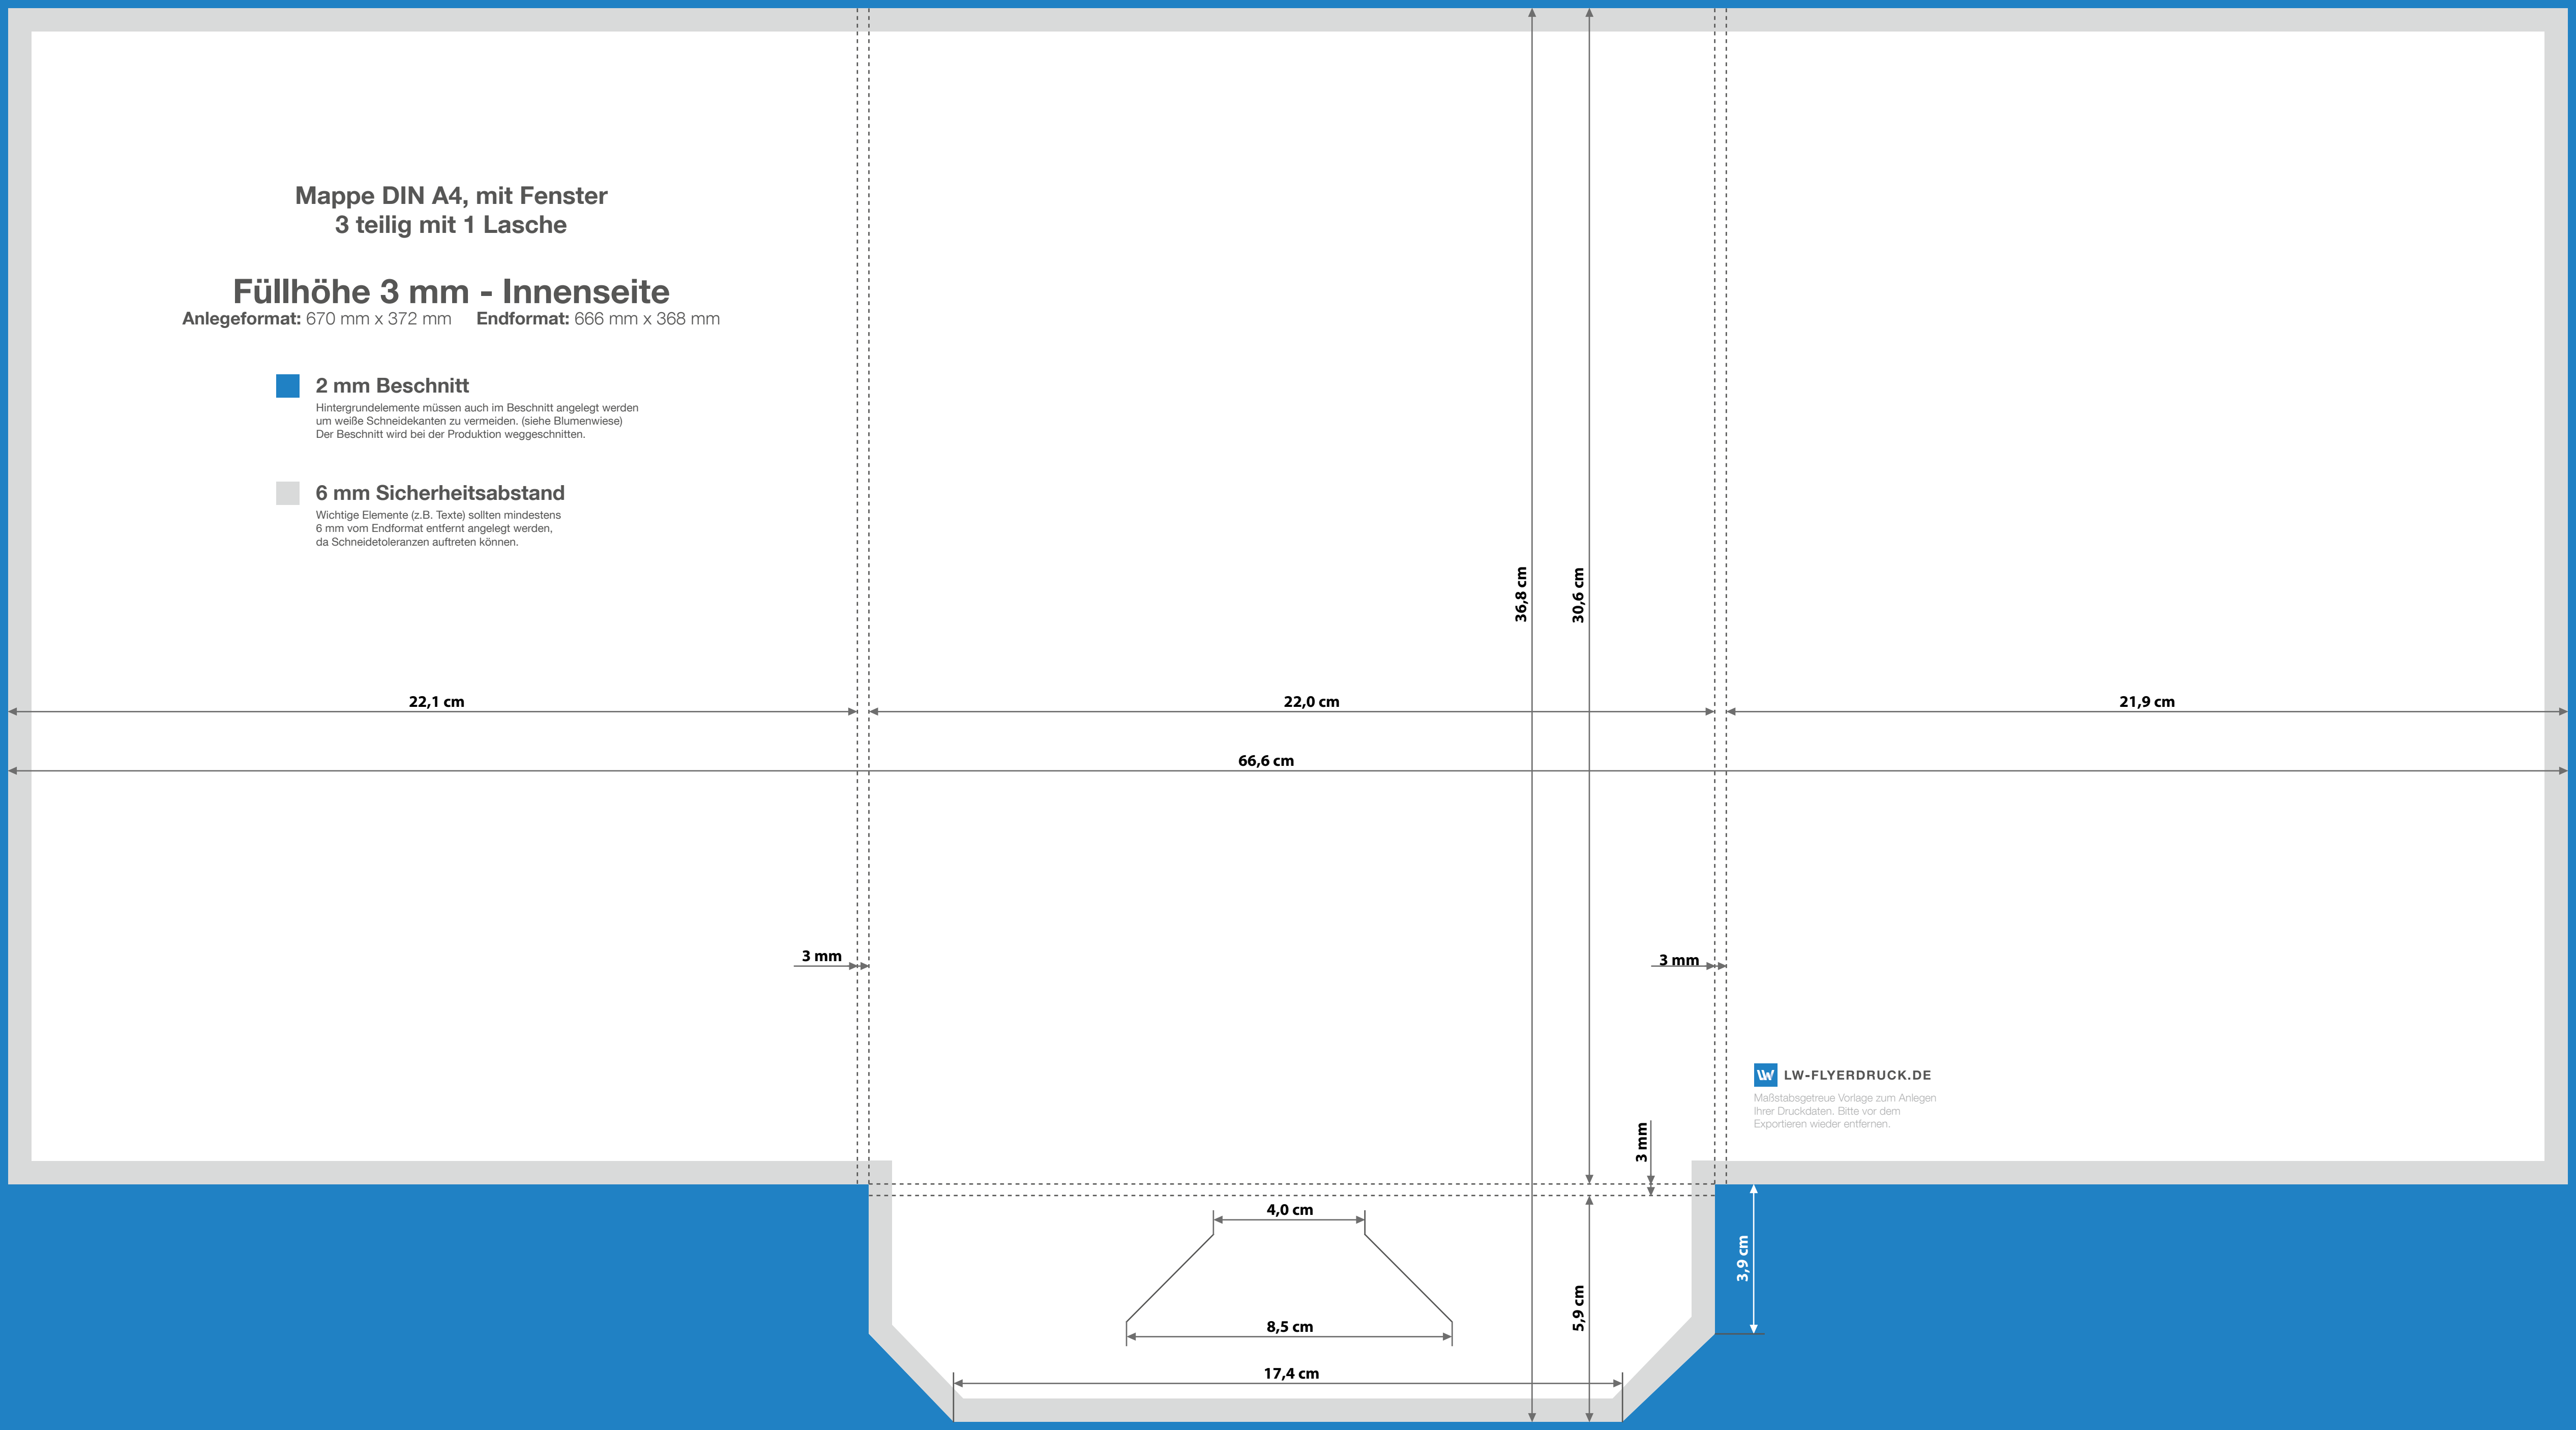 Mappe DIN A4, mit Fenster
3 teilig mit 1 Lasche
Füllhöhe 3 mm - Innenseite
Anlegeformat: 670 mm x 372 mm Endformat: 666 mm x 368 mm
2 mm Beschnitt
Hintergrundelemente müssen auch im Beschnitt angelegt werden
um weiße Schneidekanten zu vermeiden. (siehe Blumenwiese)
Der Beschnitt wird bei der Produktion weggeschnitten.
6 mm Sicherheitsabstand
Wichtige Elemente (z.B. Texte) sollten mindestens
6 mm vom Endformat entfernt angelegt werden,
da Schneidetoleranzen auftreten können.
36,8 cm
30,6 cm
22,1 cm
22,0 cm
21,9 cm
66,6 cm
3 mm
3 mm
LW LW-FLYERDRUCK.DE
Maßstabsgetreue Vorlage zum Anlegen
Ihrer Druckdaten. Bitte vor dem
Exportieren wieder entfernen.
3 mm
4,0 cm
3,9 cm
5,9 cm
8,5 cm
17,4 cm